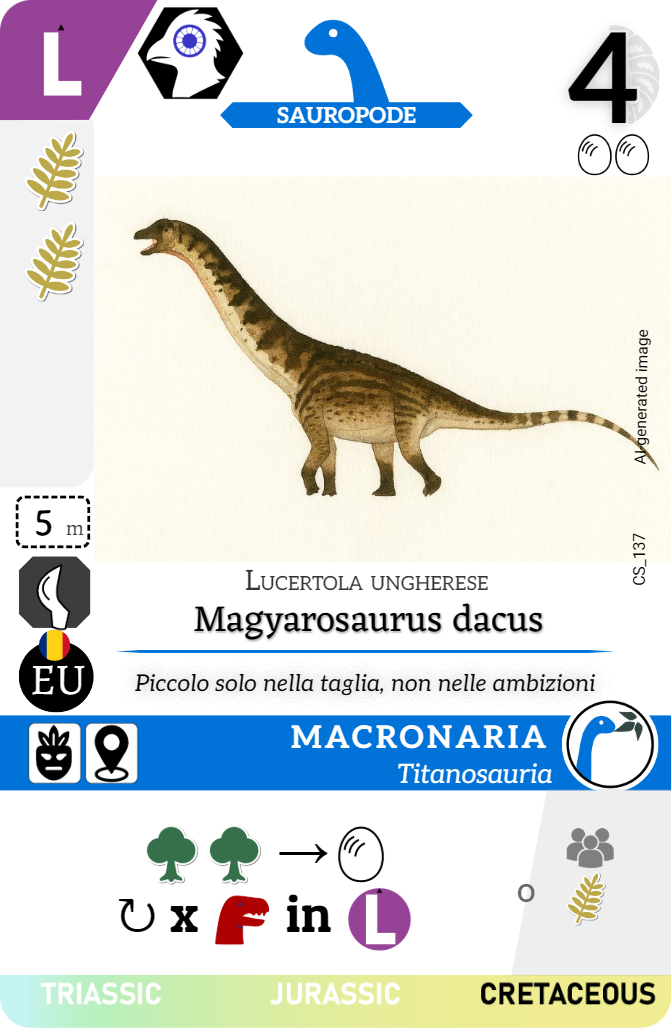 L
SAUROPODE
4
AI generated image
5 m
CS_137
Lucertola ungherese
Magyarosaurus dacus
EU
Piccolo solo nella taglia, non nelle ambizioni
MACRONARIA
Titanosauria
x in L
o
TRIASSIC JURASSIC CRETACEOUS